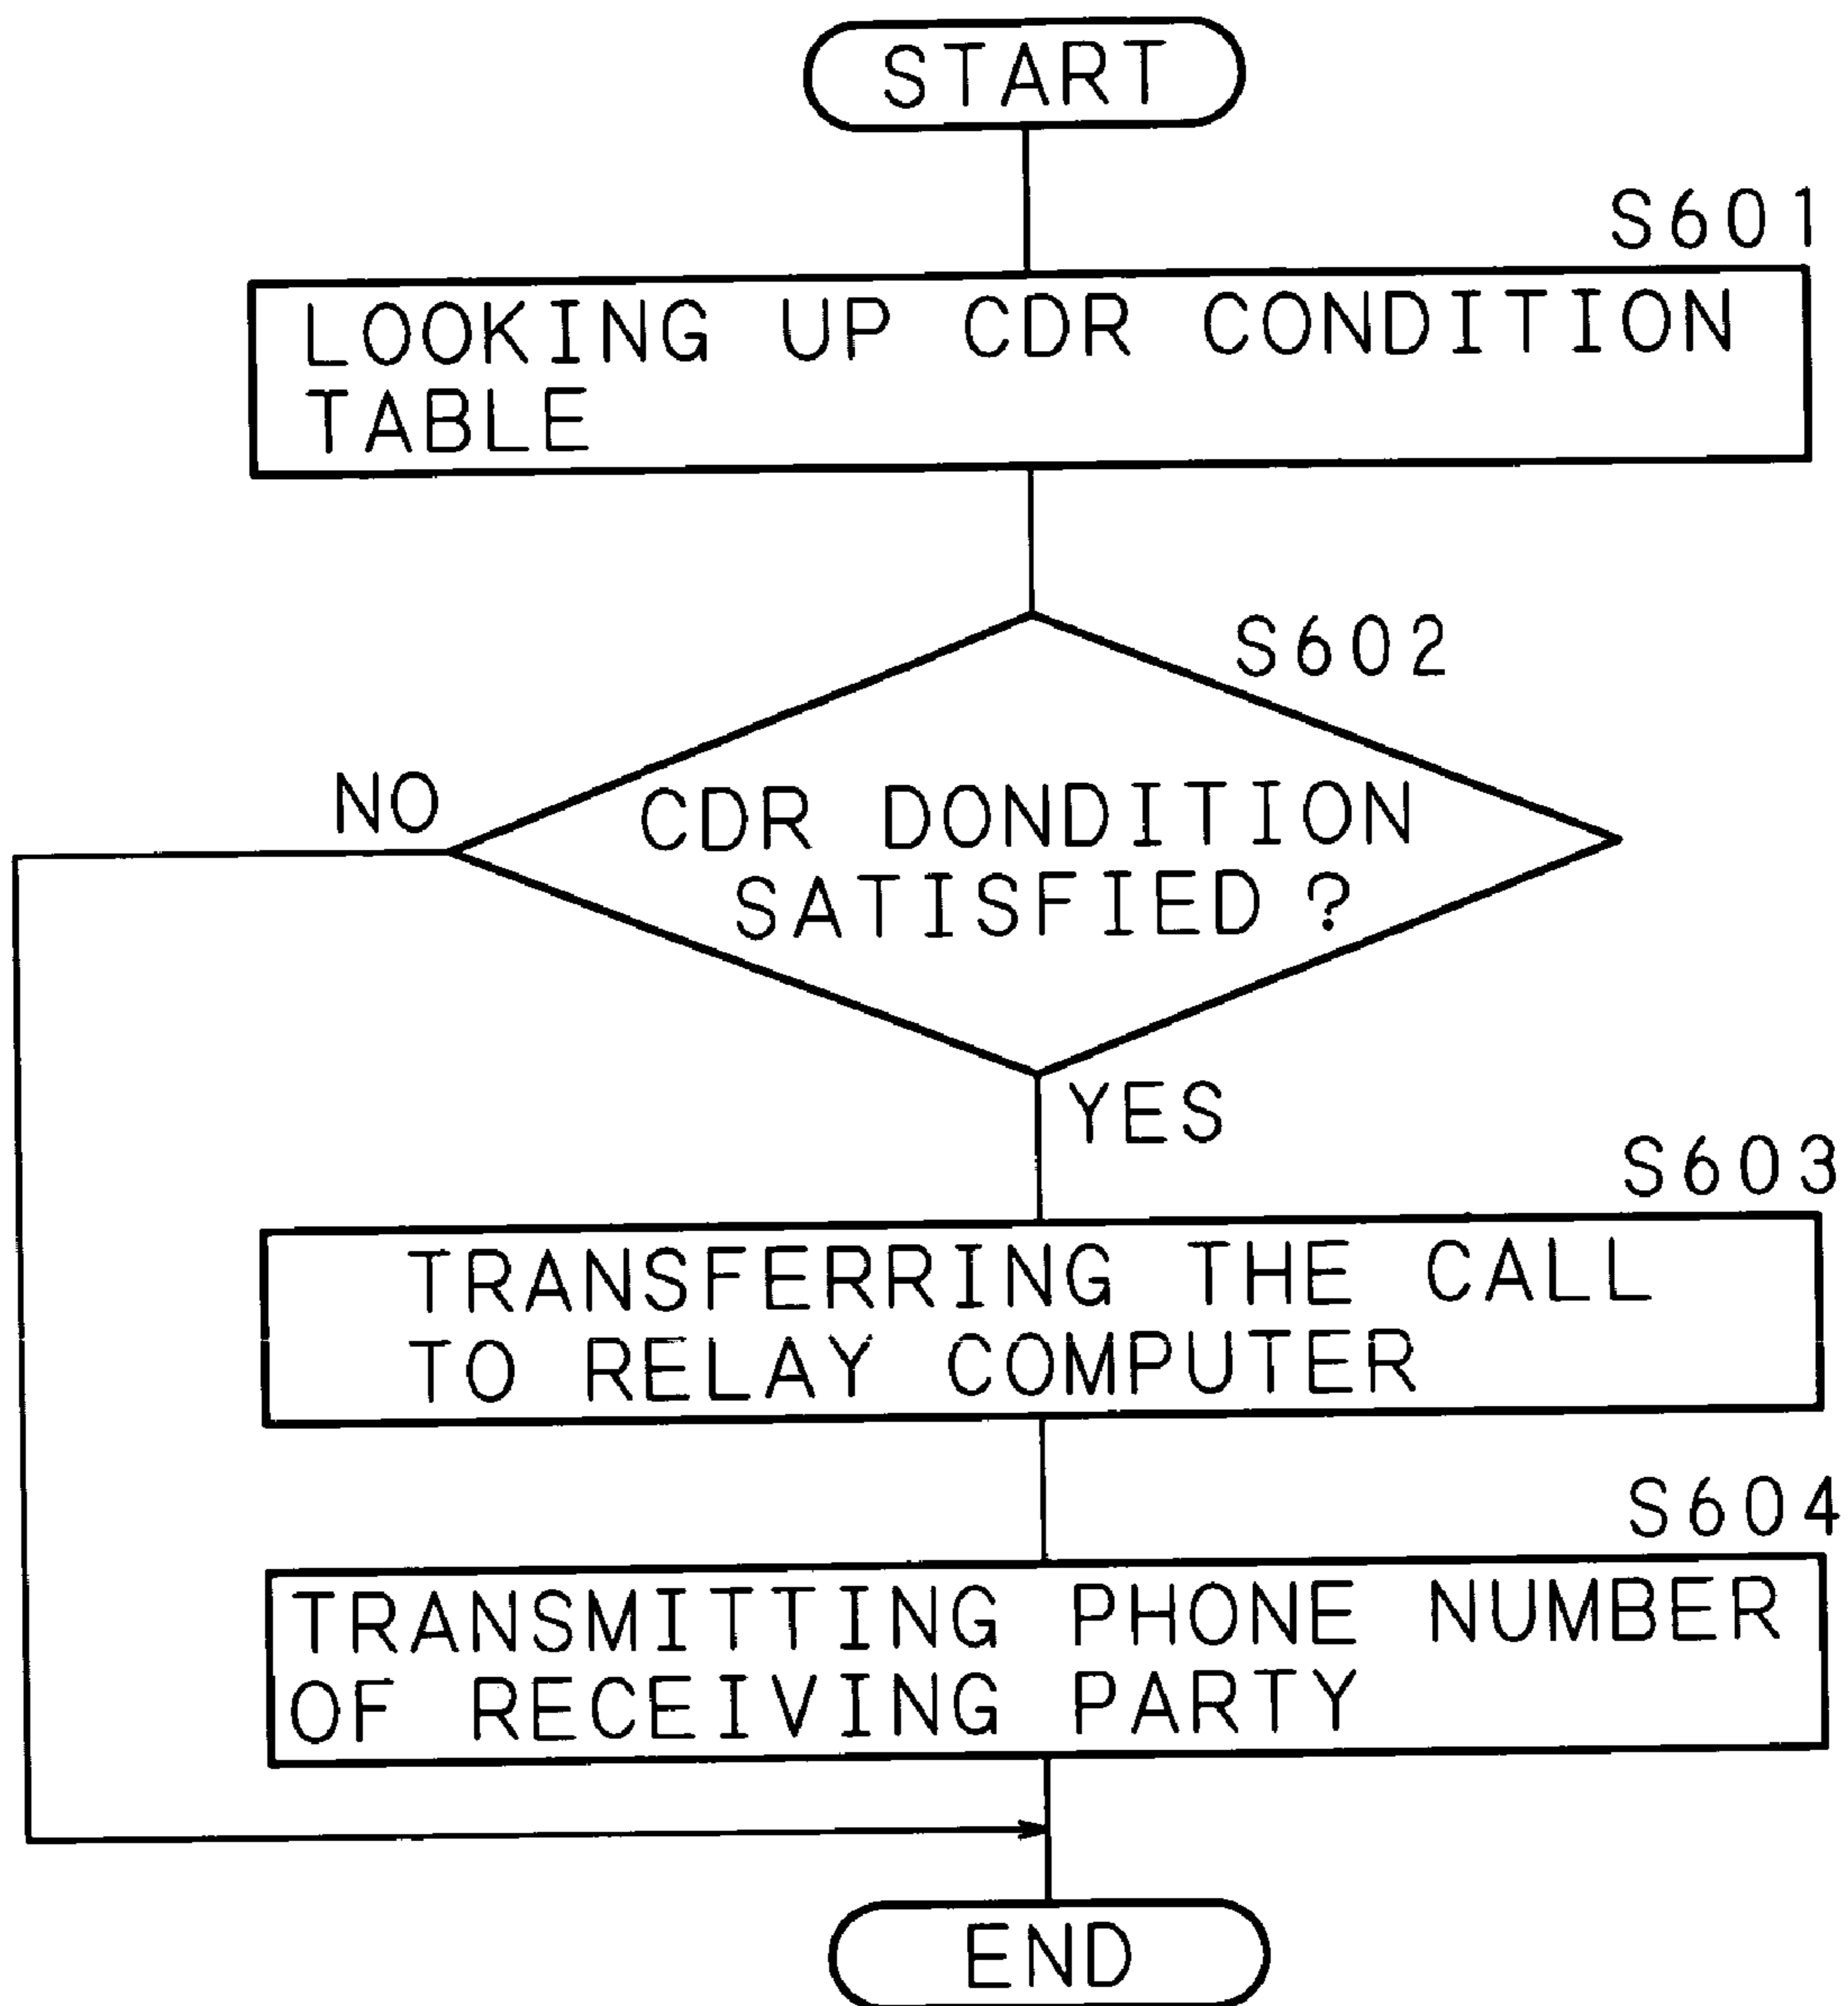 START
S601
LOOKING UP CDR CONDITION
TABLE
S602
NO
CDR DONDITION
SATISFIED ?
YES
S603
TRANSFERRING THE CALL
TO RELAY COMPUTER
S604
TRANSMITTING PHONE NUMBER
OF RECEIVING PARTY
END